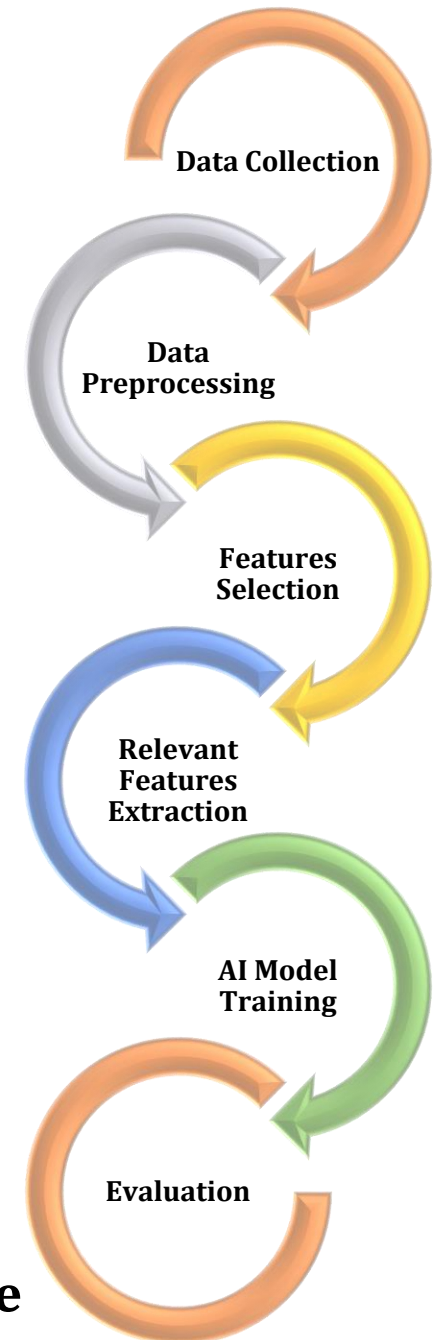 Data Collection
Data
Preprocessing
Features
Selection
Relevant
Features
Extraction
AI Model
Training
Evaluation
e